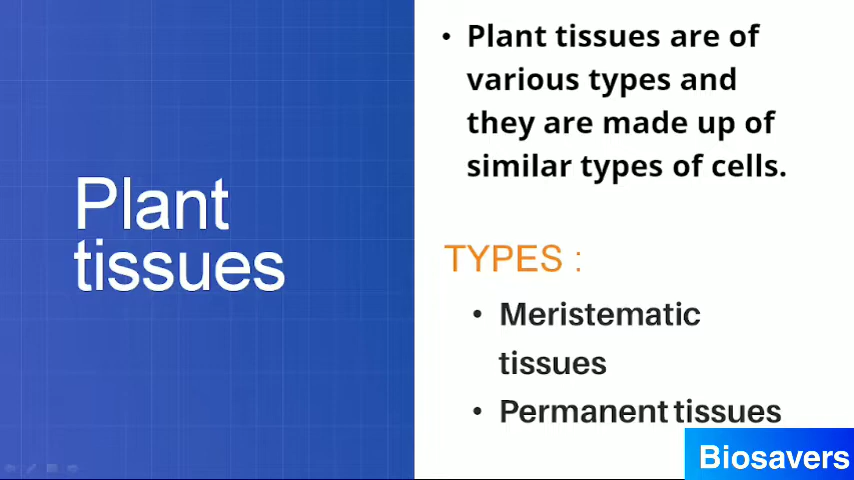 Plant
tissues
• Plant tissues are of
various types and
they are made up of
similar types of cells.
TYPES :
• Meristematic
tissues
• Permanent tissues
Biosavers